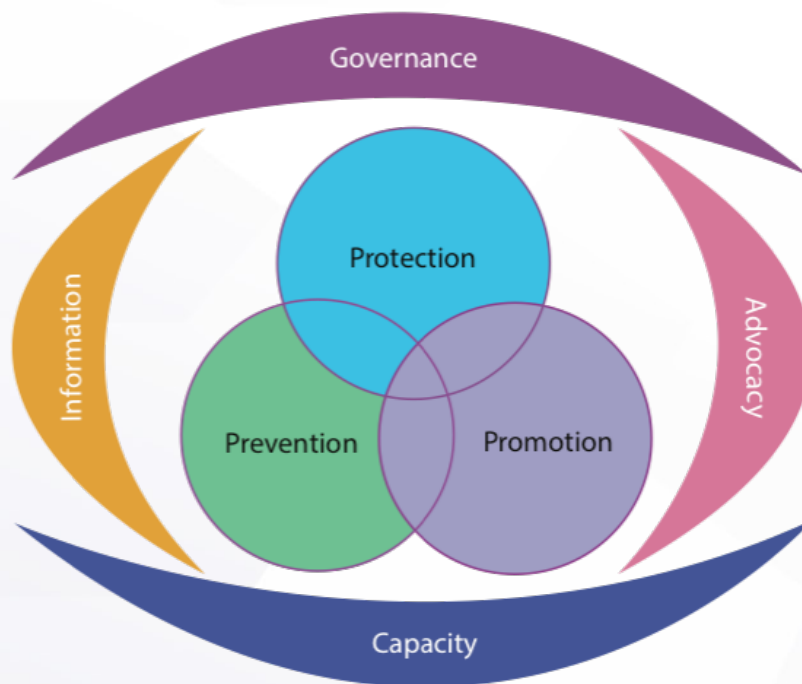 Governance
Protection
Information
Advocacy
Prevention
Promotion
Capacity